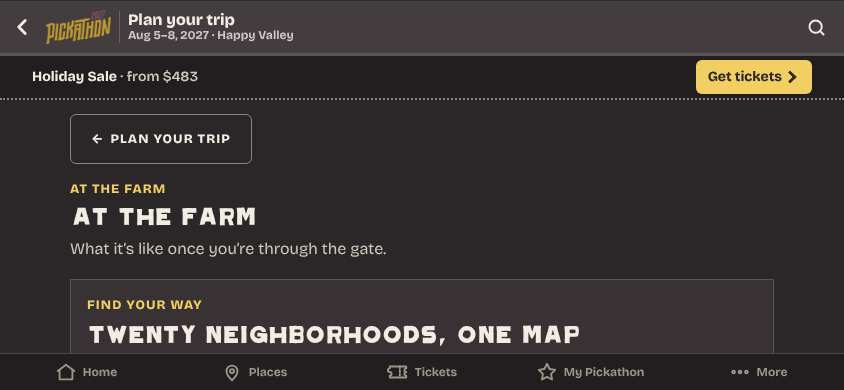 PICKATHON
Plan your trip
Aug 5–8, 2027 · Happy Valley
Holiday Sale · from $483
Get tickets
← PLAN YOUR TRIP
AT THE FARM
AT THE FARM
What it's like once you're through the gate.
FIND YOUR WAY
TWENTY NEIGHBORHOODS, ONE MAP
Home
Places
Tickets
My Pickathon
More